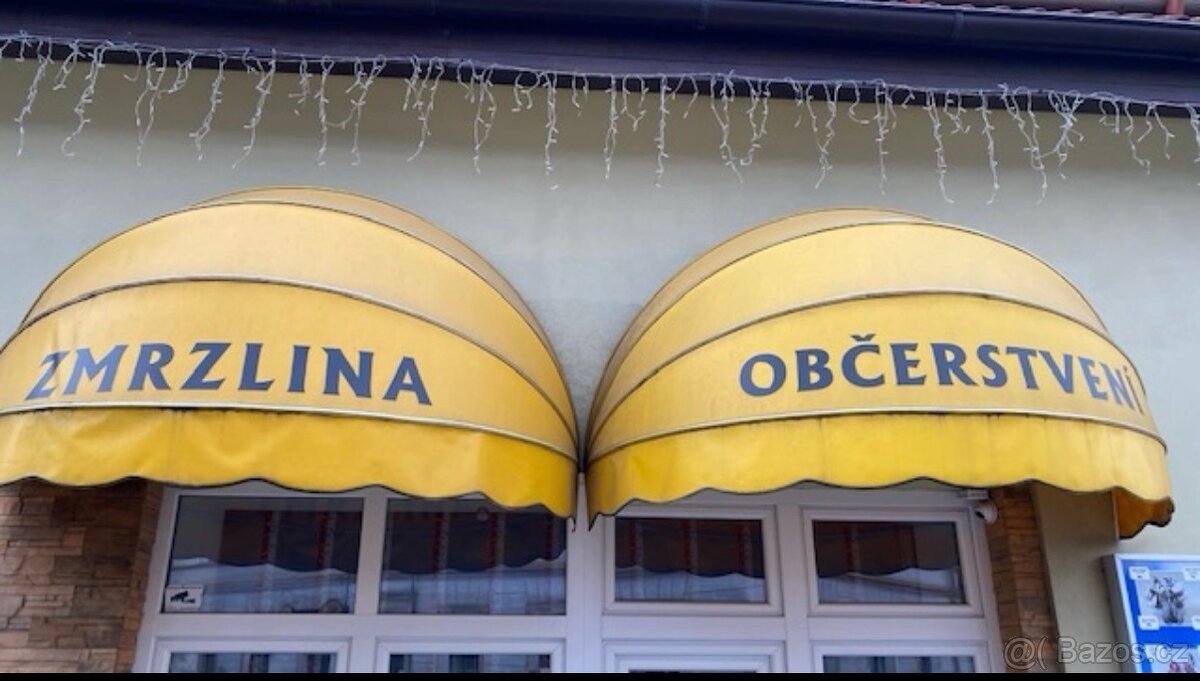 ZMRZLINA
OBČERSTVENÍ
@( Bazos.cz